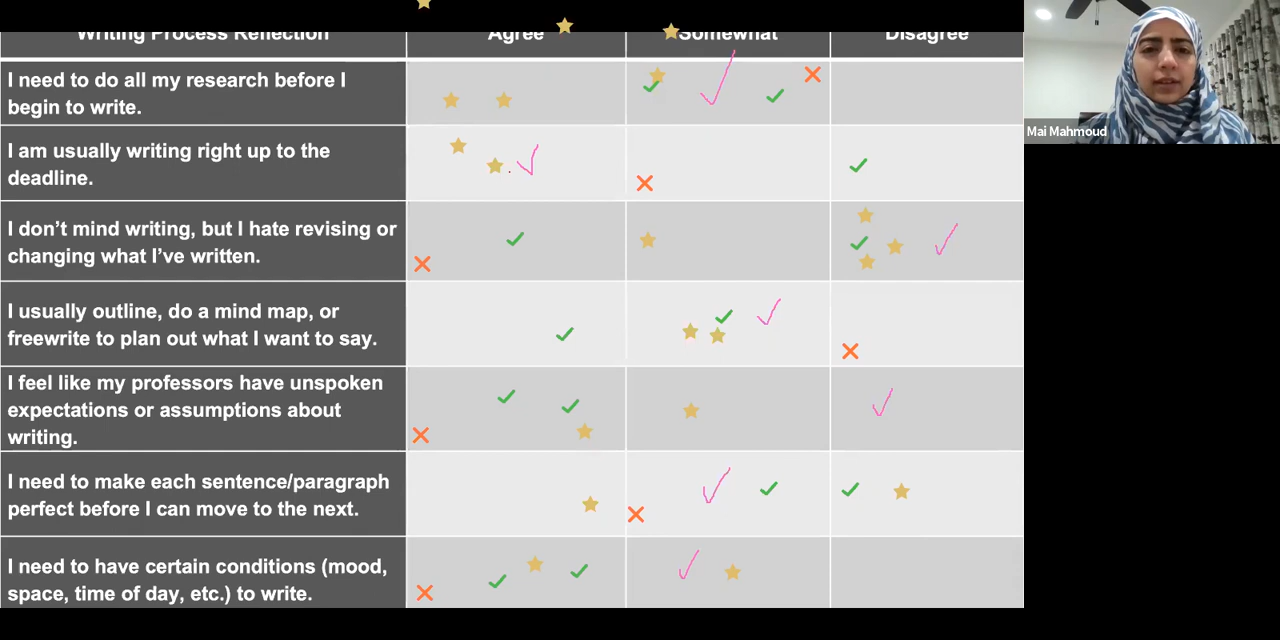 Writing Process Reflection
Agree
Somewhat
Disagree
I need to do all my research before I
begin to write.
I am usually writing right up to the
deadline.
I don't mind writing, but I hate revising or
changing what I've written.
I usually outline, do a mind map, or
freewrite to plan out what I want to say.
I feel like my professors have unspoken
expectations or assumptions about
writing.
I need to make each sentence/paragraph
perfect before I can move to the next.
I need to have certain conditions (mood,
space, time of day, etc.) to write.
Mai Mahmoud